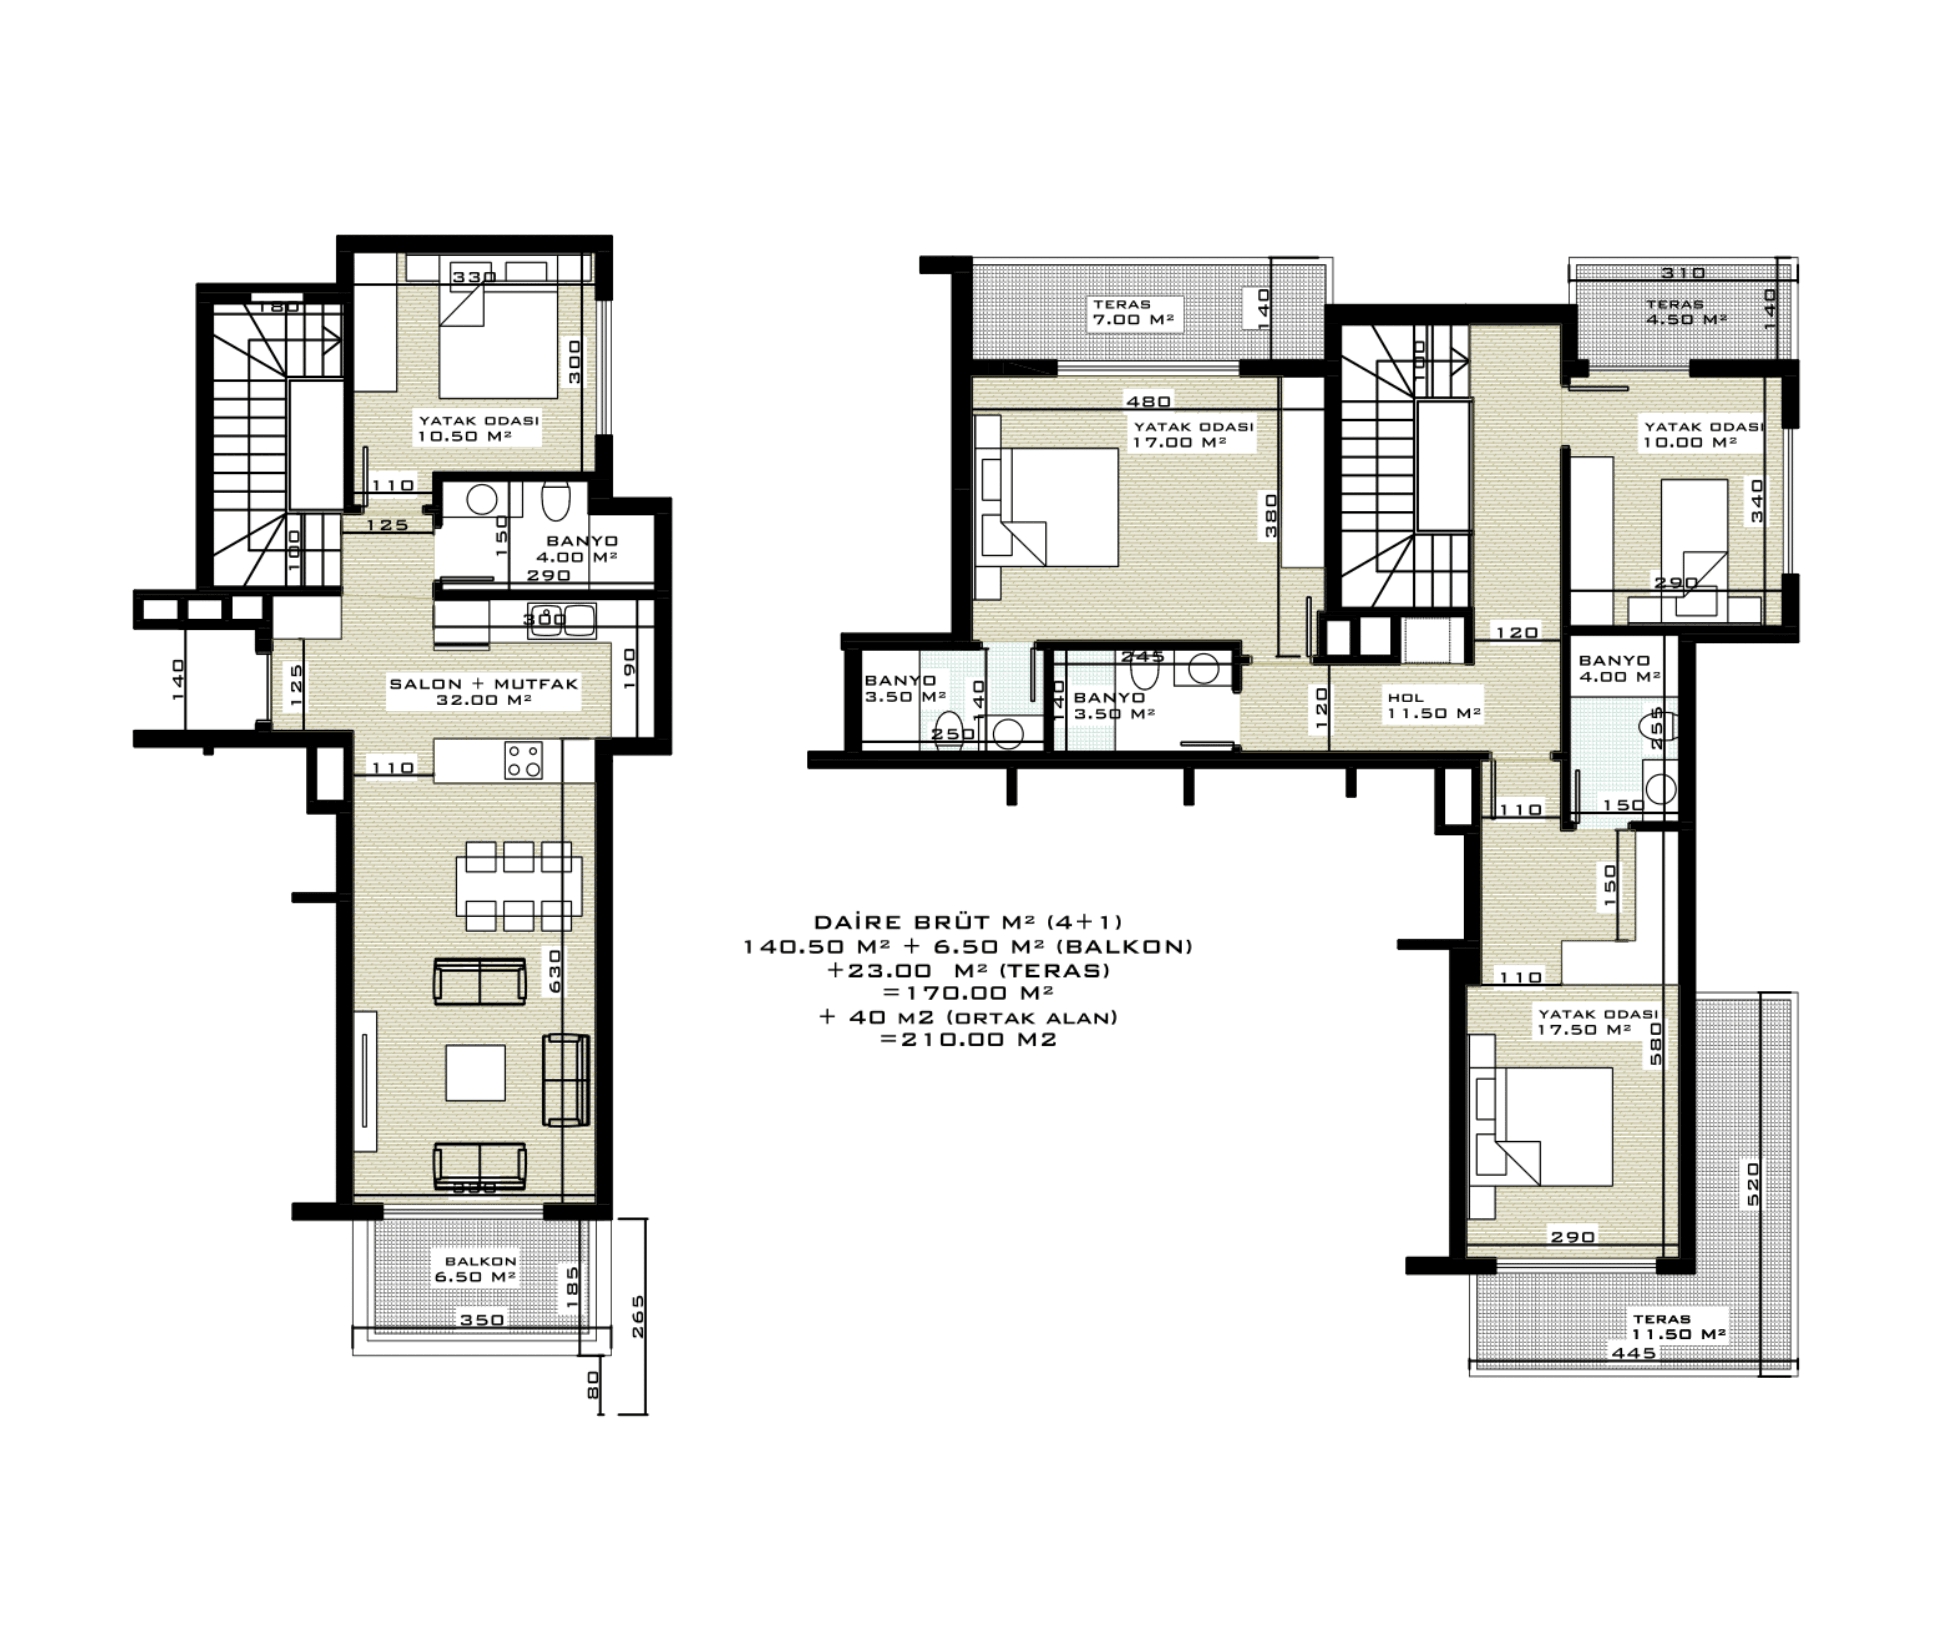 180
330
300
YATAK ODASI
10.50 M²
110
125
100
150
BANYO
4.00 M²
290
300
140
125
190
SALON + MUTFAK
32.00 M²
110
630
BALKON
6.50 M²
185
350
265
80
TERAS
7.00 M²
140
310
TERAS
4.50 M²
140
480
YATAK ODASI
17.00 M²
380
100
YATAK ODASI
10.00 M²
340
290
120
BANYO
3.50 M²
140
250
245
140
BANYO
3.50 M²
120
HOL
11.50 M²
BANYO
4.00 M²
255
150
110
150
110
YATAK ODASI
17.50 M²
580
290
520
TERAS
11.50 M²
445
DAİRE BRÜT M² (4+1)
140.50 M² + 6.50 M² (BALKON)
+23.00 M² (TERAS)
=170.00 M²
+ 40 M2 (ORTAK ALAN)
=210.00 M2